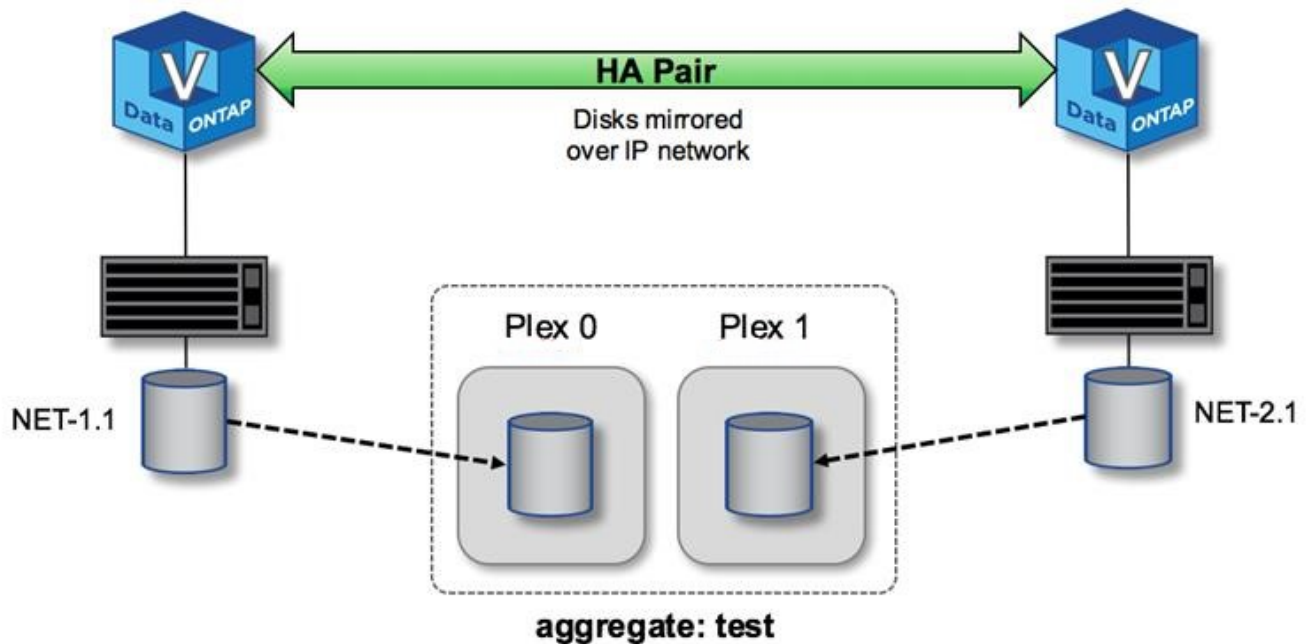 V
Data ONTAP
HA Pair
Disks mirrored
over IP network
V
Data ONTAP
Plex 0
Plex 1
NET-1.1
NET-2.1
aggregate: test